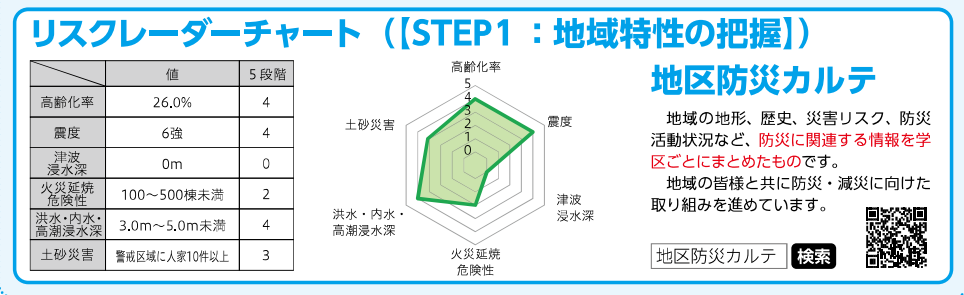 リスクレーダーチャート（【STEP1：地域特性の把握】）
値 5段階
高齢化率 26.0% 4
震度 6強 4
津波
浸水深 0m 0
火災延焼
危険性 100～500棟未満 2
洪水・内水・
高潮浸水深 3.0m～5.0m未満 4
土砂災害 警戒区域に人家10件以上 3
高齢化率
5
4
3
2
1
0
震度
津波
浸水深
火災延焼
危険性
洪水・内水・
高潮浸水深
土砂災害
地区防災カルテ
地域の地形、歴史、災害リスク、防災
活動状況など、防災に関連する情報を学
区ごとにまとめたものです。
地域の皆様と共に防災・減災に向けた
取り組みを進めています。
地区防災カルテ 検索